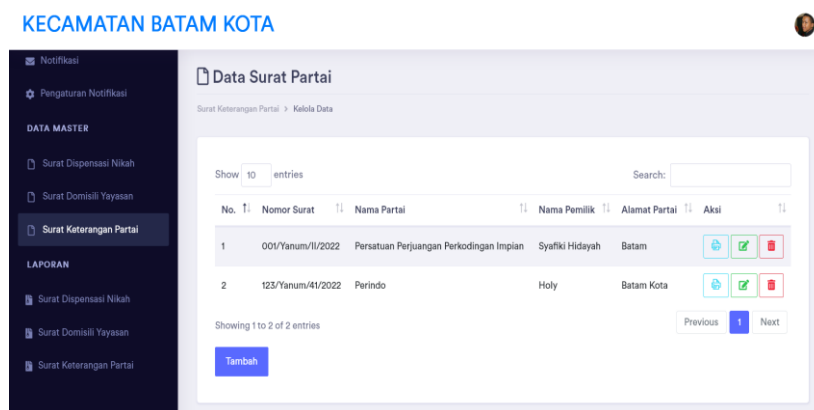 KECAMATAN BATAM KOTA
Notifikasi
Pengaturan Notifikasi
DATA MASTER
Surat Dispensasi Nikah
Surat Domisili Yayasan
Surat Keterangan Partai
LAPORAN
Surat Dispensasi Nikah
Surat Domisili Yayasan
Surat Keterangan Partai
Data Surat Partai
Surat Keterangan Partai > Kelola Data
Show 10 entries Search:
No. Nomor Surat Nama Partai Nama Pemilik Alamat Partai Aksi
1 001/Yanum/II/2022 Persatuan Perjuangan Perkodingan Impian Syafiki Hidayah Batam
2 123/Yanum/41/2022 Perindo Holy Batam Kota
Showing 1 to 2 of 2 entries Previous 1 Next
Tambah